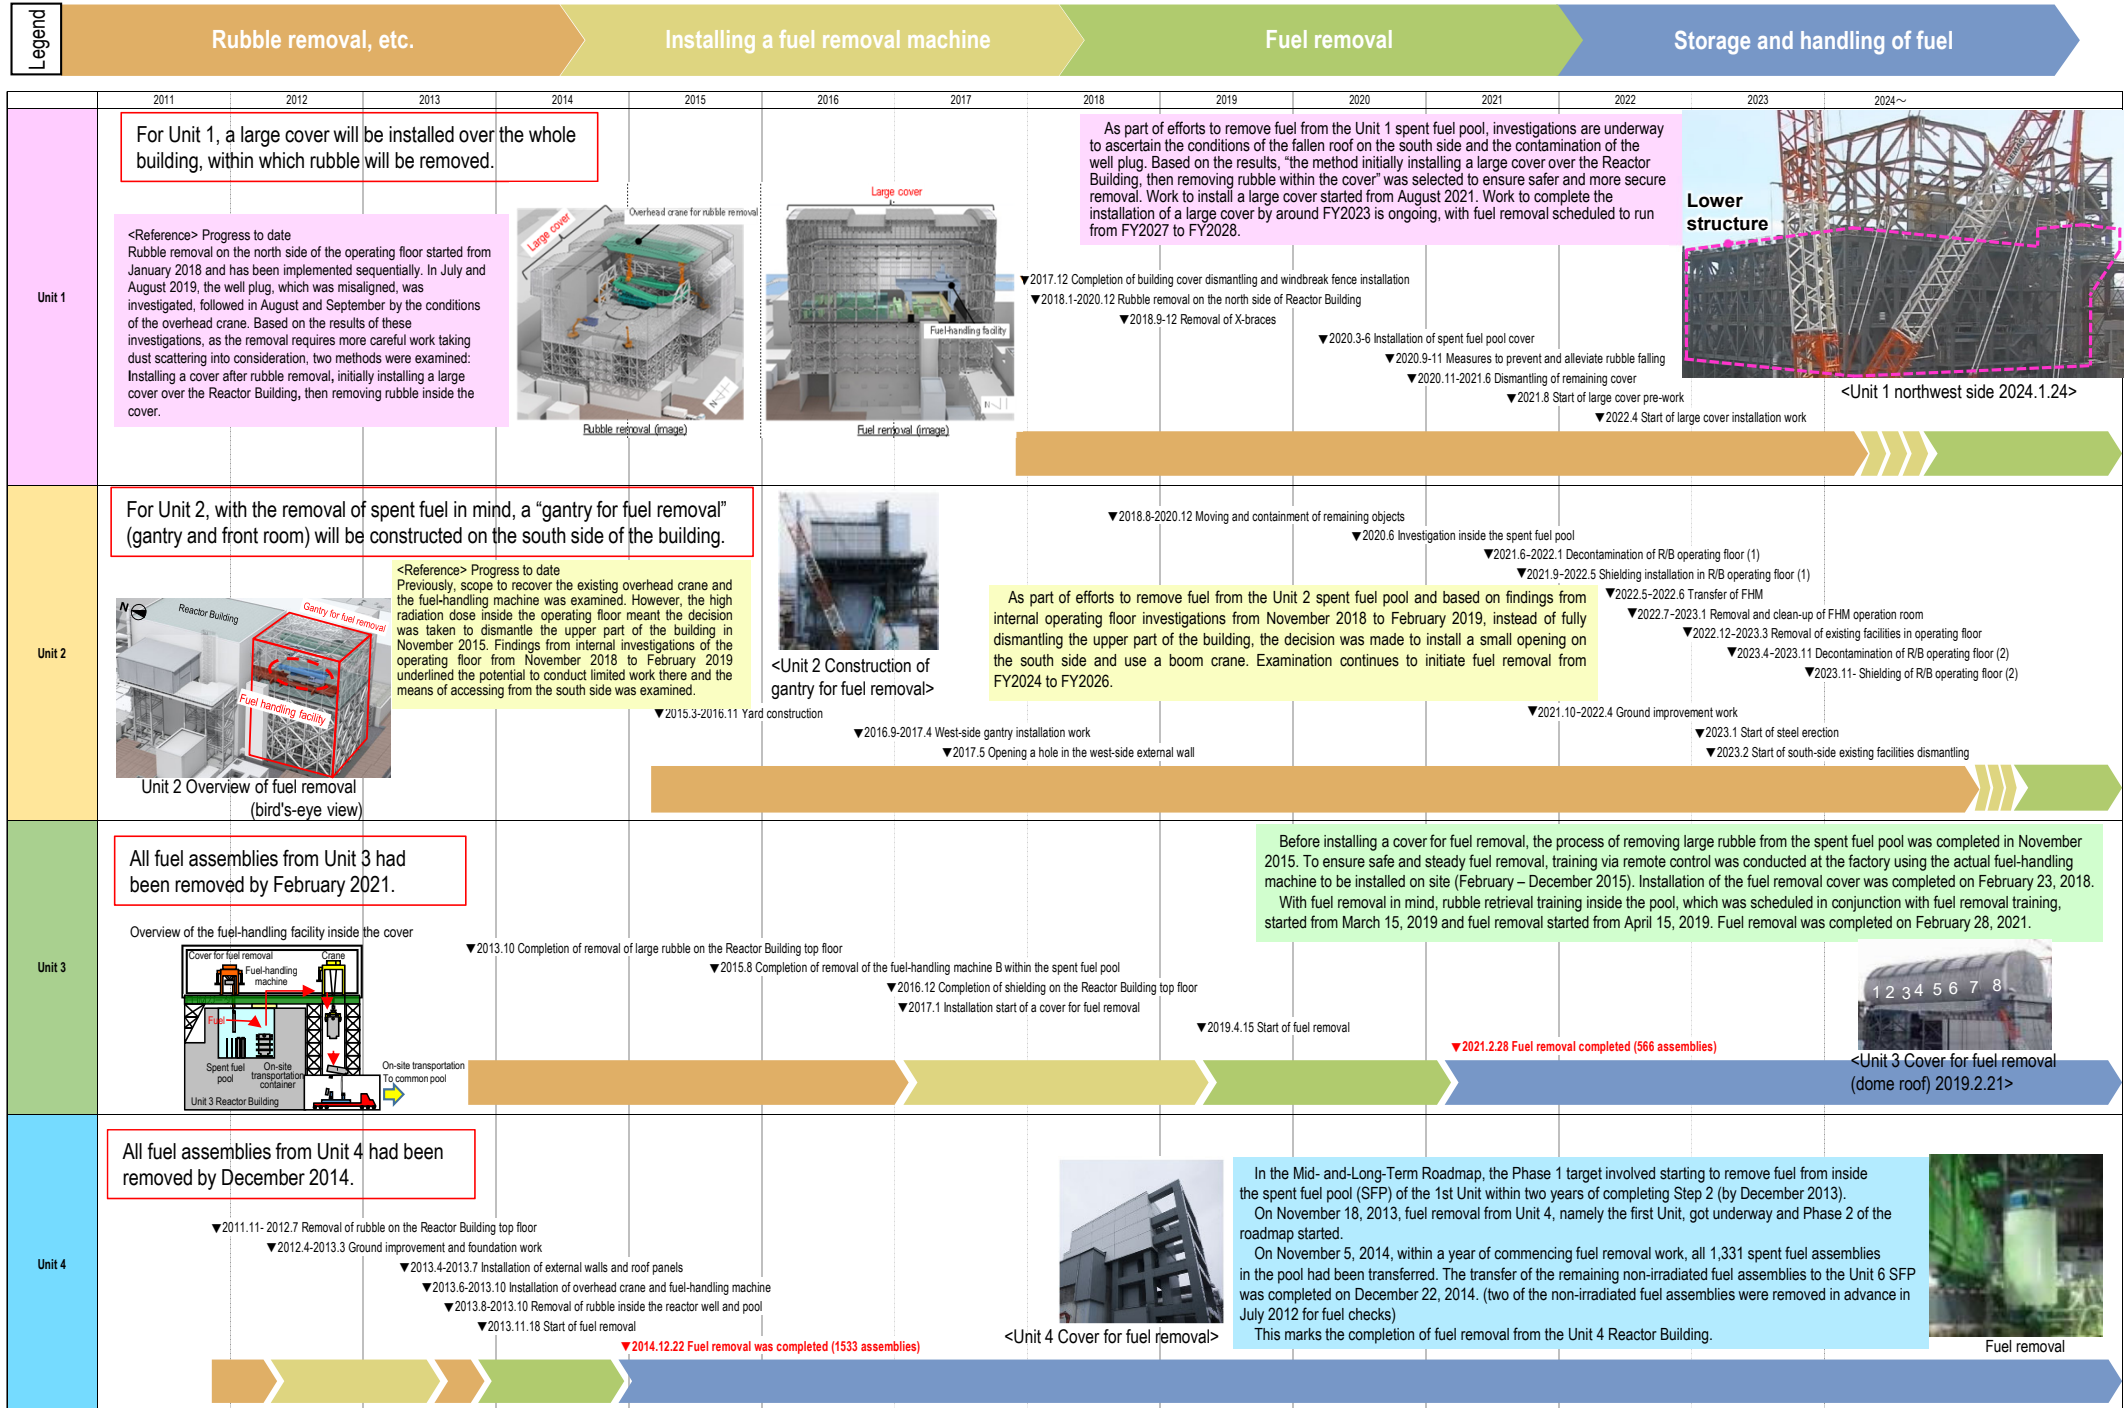 Legend
Rubble removal, etc.
Installing a fuel removal machine
Fuel removal
Storage and handling of fuel
2011
2012
2013
2014
2015
2016
2017
2018
2019
2020
2021
2022
2023
2024～
Unit 1
For Unit 1, a large cover will be installed over the whole
building, within which rubble will be removed.
<Reference> Progress to date
Rubble removal on the north side of the operating floor started from
January 2018 and has been implemented sequentially. In July and
August 2019, the well plug, which was misaligned, was
investigated, followed in August and September by the conditions
of the overhead crane. Based on the results of these
investigations, as the removal requires more careful work taking
dust scattering into consideration, two methods were examined:
Installing a cover after rubble removal, initially installing a large
cover over the Reactor Building, then removing rubble inside the
cover.
Large cover
Overhead crane for rubble removal
N
Rubble removal (image)
Large cover
Fuel-handling facility
N
Fuel removal (image)
As part of efforts to remove fuel from the Unit 1 spent fuel pool, investigations are underway
to ascertain the conditions of the fallen roof on the south side and the contamination of the
well plug. Based on the results, “the method initially installing a large cover over the Reactor
Building, then removing rubble within the cover” was selected to ensure safer and more secure
removal. Work to install a large cover started from August 2021. Work to complete the
installation of a large cover by around FY2023 is ongoing, with fuel removal scheduled to run
from FY2027 to FY2028.
Lower
structure
<Unit 1 northwest side 2024.1.24>
▼2017.12 Completion of building cover dismantling and windbreak fence installation
▼2018.1-2020.12 Rubble removal on the north side of Reactor Building
▼2018.9-12 Removal of X-braces
▼2020.3-6 Installation of spent fuel pool cover
▼2020.9-11 Measures to prevent and alleviate rubble falling
▼2020.11-2021.6 Dismantling of remaining cover
▼2021.8 Start of large cover pre-work
▼2022.4 Start of large cover installation work
Unit 2
For Unit 2, with the removal of spent fuel in mind, a “gantry for fuel removal”
(gantry and front room) will be constructed on the south side of the building.
N
Reactor Building
Gantry for fuel removal
Fuel handling facility
Unit 2 Overview of fuel removal
(bird's-eye view)
<Reference> Progress to date
Previously, scope to recover the existing overhead crane and
the fuel-handling machine was examined. However, the high
radiation dose inside the operating floor meant the decision
was taken to dismantle the upper part of the building in
November 2015. Findings from internal investigations of the
operating floor from November 2018 to February 2019
underlined the potential to conduct limited work there and the
means of accessing from the south side was examined.
<Unit 2 Construction of
gantry for fuel removal>
As part of efforts to remove fuel from the Unit 2 spent fuel pool and based on findings from
internal operating floor investigations from November 2018 to February 2019, instead of fully
dismantling the upper part of the building, the decision was made to install a small opening on
the south side and use a boom crane. Examination continues to initiate fuel removal from
FY2024 to FY2026.
▼2018.8-2020.12 Moving and containment of remaining objects
▼2020.6 Investigation inside the spent fuel pool
▼2021.6-2022.1 Decontamination of R/B operating floor (1)
▼2021.9-2022.5 Shielding installation in R/B operating floor (1)
▼2022.5-2022.6 Transfer of FHM
▼2022.7-2023.1 Removal and clean-up of FHM operation room
▼2022.12-2023.3 Removal of existing facilities in operating floor
▼2023.4-2023.11 Decontamination of R/B operating floor (2)
▼2023.11- Shielding of R/B operating floor (2)
▼2015.3-2016.11 Yard construction
▼2016.9-2017.4 West-side gantry installation work
▼2017.5 Opening a hole in the west-side external wall
▼2021.10-2022.4 Ground improvement work
▼2023.1 Start of steel erection
▼2023.2 Start of south-side existing facilities dismantling
Unit 3
All fuel assemblies from Unit 3 had
been removed by February 2021.
Overview of the fuel-handling facility inside the cover
Cover for fuel removal
Crane
Fuel-handling
machine
Fuel
Spent fuel
pool
On-site
transportation
container
Unit 3 Reactor Building
On-site transportation
To common pool
Before installing a cover for fuel removal, the process of removing large rubble from the spent fuel pool was completed in November
2015. To ensure safe and steady fuel removal, training via remote control was conducted at the factory using the actual fuel-handling
machine to be installed on site (February – December 2015). Installation of the fuel removal cover was completed on February 23, 2018.
With fuel removal in mind, rubble retrieval training inside the pool, which was scheduled in conjunction with fuel removal training,
started from March 15, 2019 and fuel removal started from April 15, 2019. Fuel removal was completed on February 28, 2021.
▼2013.10 Completion of removal of large rubble on the Reactor Building top floor
▼2015.8 Completion of removal of the fuel-handling machine B within the spent fuel pool
▼2016.12 Completion of shielding on the Reactor Building top floor
▼2017.1 Installation start of a cover for fuel removal
▼2019.4.15 Start of fuel removal
▼2021.2.28 Fuel removal completed (566 assemblies)
1 2 3 4 5 6 7 8
<Unit 3 Cover for fuel removal
(dome roof) 2019.2.21>
Unit 4
All fuel assemblies from Unit 4 had been
removed by December 2014.
▼2011.11- 2012.7 Removal of rubble on the Reactor Building top floor
▼2012.4-2013.3 Ground improvement and foundation work
▼2013.4-2013.7 Installation of external walls and roof panels
▼2013.6-2013.10 Installation of overhead crane and fuel-handling machine
▼2013.8-2013.10 Removal of rubble inside the reactor well and pool
▼2013.11.18 Start of fuel removal
▼2014.12.22 Fuel removal was completed (1533 assemblies)
<Unit 4 Cover for fuel removal>
In the Mid- and-Long-Term Roadmap, the Phase 1 target involved starting to remove fuel from inside
the spent fuel pool (SFP) of the 1st Unit within two years of completing Step 2 (by December 2013).
On November 18, 2013, fuel removal from Unit 4, namely the first Unit, got underway and Phase 2 of the
roadmap started.
On November 5, 2014, within a year of commencing fuel removal work, all 1,331 spent fuel assemblies
in the pool had been transferred. The transfer of the remaining non-irradiated fuel assemblies to the Unit 6 SFP
was completed on December 22, 2014. (two of the non-irradiated fuel assemblies were removed in advance in
July 2012 for fuel checks)
This marks the completion of fuel removal from the Unit 4 Reactor Building.
Fuel removal